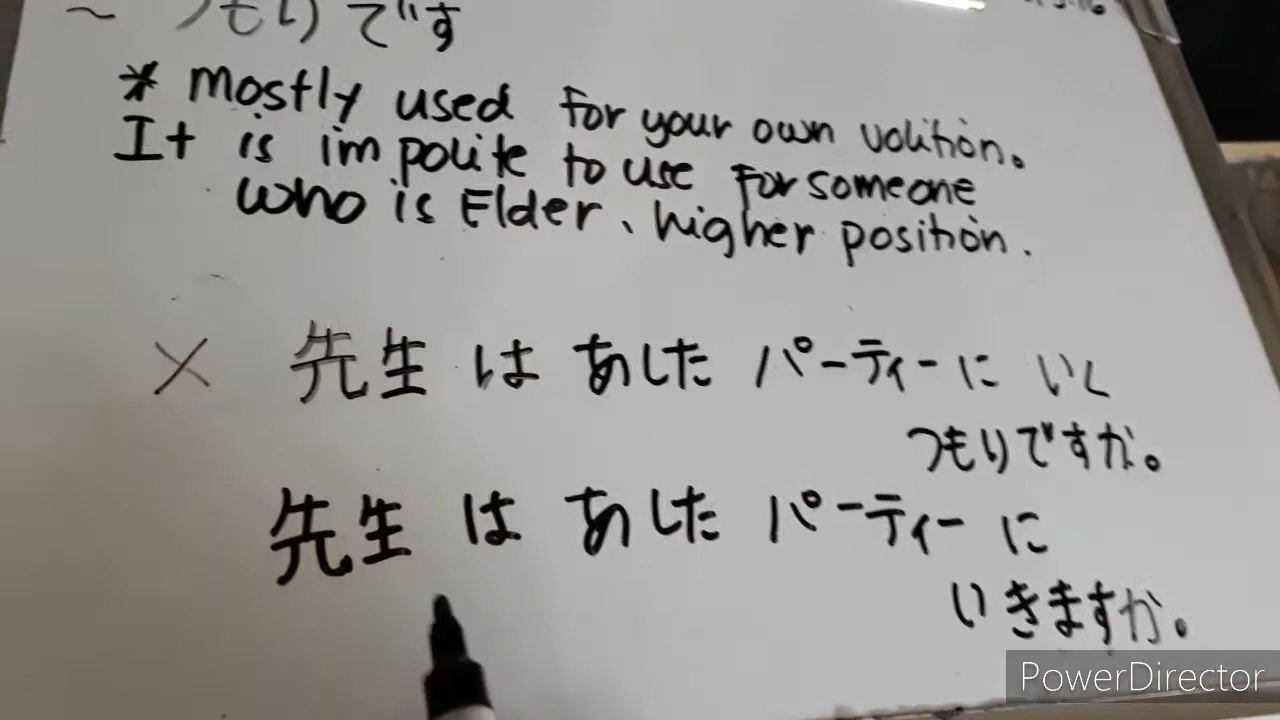 ~ つもりです
* mostly used for your own volition。
It is impolite to use for someone
who is Elder、higher position.
× 先生 は あした パーティーに いく
つもりですか。
先生 は あした パーティー に
いきますか。
PowerDirector